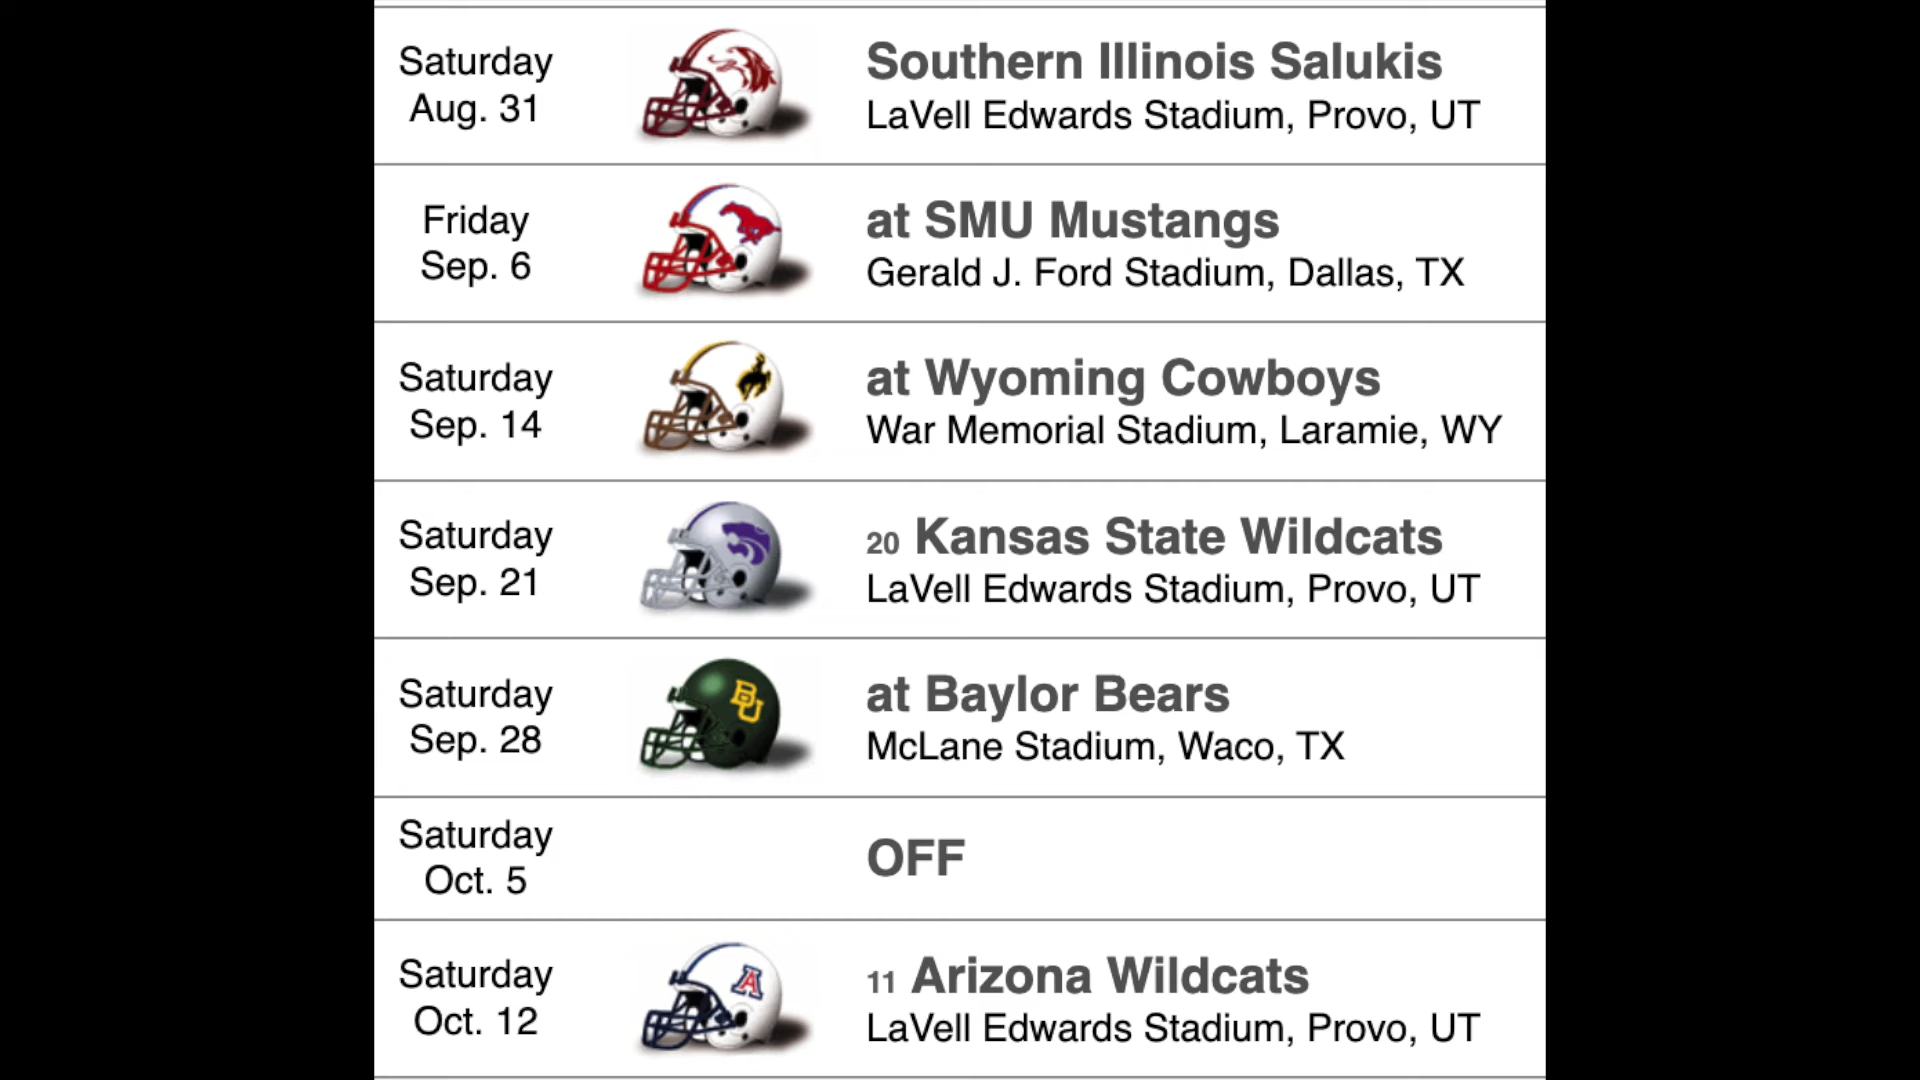 Saturday
Aug. 31
Southern Illinois Salukis
LaVell Edwards Stadium, Provo, UT
Friday
Sep. 6
at SMU Mustangs
Gerald J. Ford Stadium, Dallas, TX
Saturday
Sep. 14
at Wyoming Cowboys
War Memorial Stadium, Laramie, WY
Saturday
Sep. 21
20 Kansas State Wildcats
LaVell Edwards Stadium, Provo, UT
Saturday
Sep. 28
BU
at Baylor Bears
McLane Stadium, Waco, TX
Saturday
Oct. 5
OFF
Saturday
Oct. 12
A
11 Arizona Wildcats
LaVell Edwards Stadium, Provo, UT